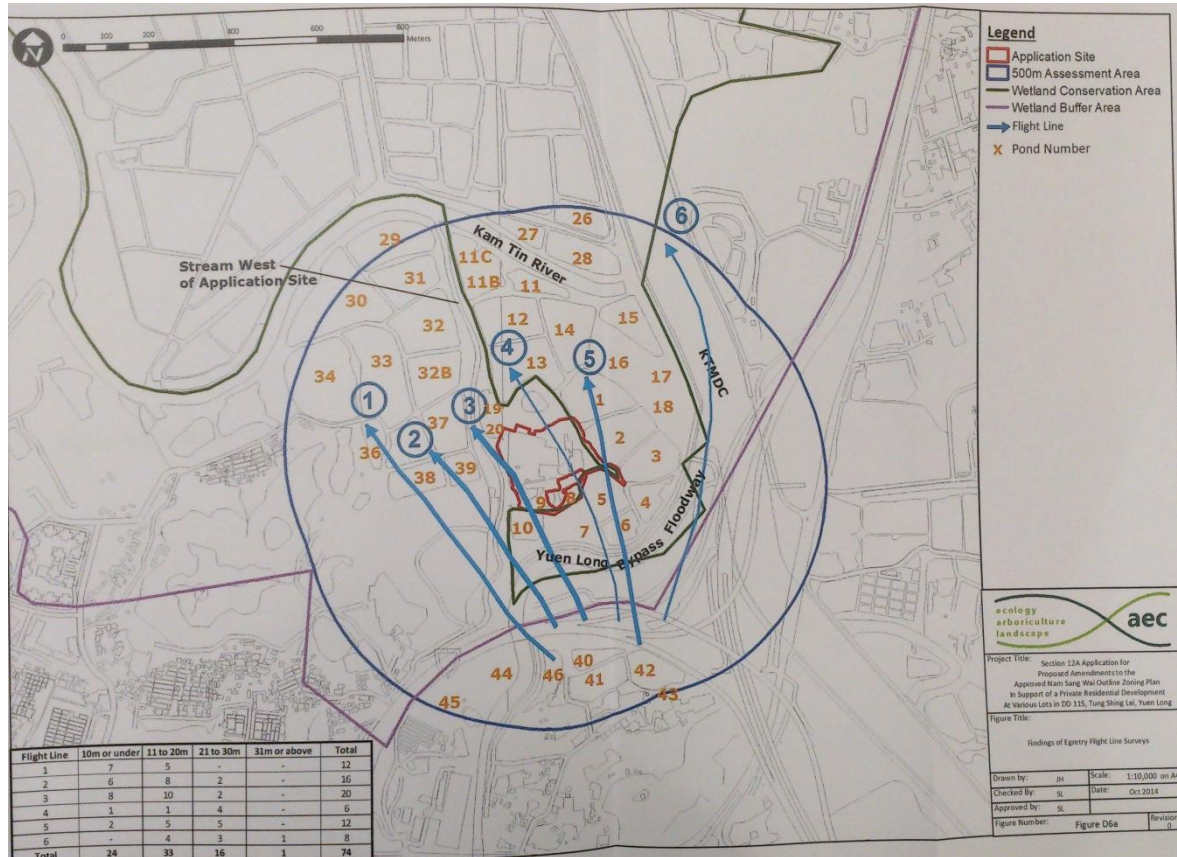 N
0 100 200 400 600 800
Meters
Legend
Application Site
500m Assessment Area
Wetland Conservation Area
Wetland Buffer Area
Flight Line
X Pond Number
6
26
29
27
Kam Tin River
11C
28
Stream West
of Application Site
31
11B
11
30
12
15
32
14
4
13
5
16
33
32B
34
17
KTMDC
1
3
19
1
18
37
20
2
2
36
39
3
38
9
8
5
4
10
7
6
Yuen Long Bypass Floodway
44
46
40
42
41
45
43
ecology
arboriculture
landscape
aec
Project Title:
Section 12A Application for
Proposed Amendments to the
Approved Nam Sang Wai Outline Zoning Plan
In Support of a Private Residential Development
At Various Lots in DD 115, Tung Shing Lei, Yuen Long
Figure Title:
Findings of Egretry Flight Line Surveys
Drawn by: JH Scale: 1:10,000 on A4
Checked By: SL Date: Oct 2014
Approved by: SL
Figure Number: Figure D6a Revision 0
Flight Line 10m or under 11 to 20m 21 to 30m 31m or above Total
1 7 5 - - 12
2 6 8 2 - 16
3 8 10 2 - 20
4 1 1 4 - 6
5 2 5 5 - 12
6 - 4 3 1 8
Total 24 33 16 1 74